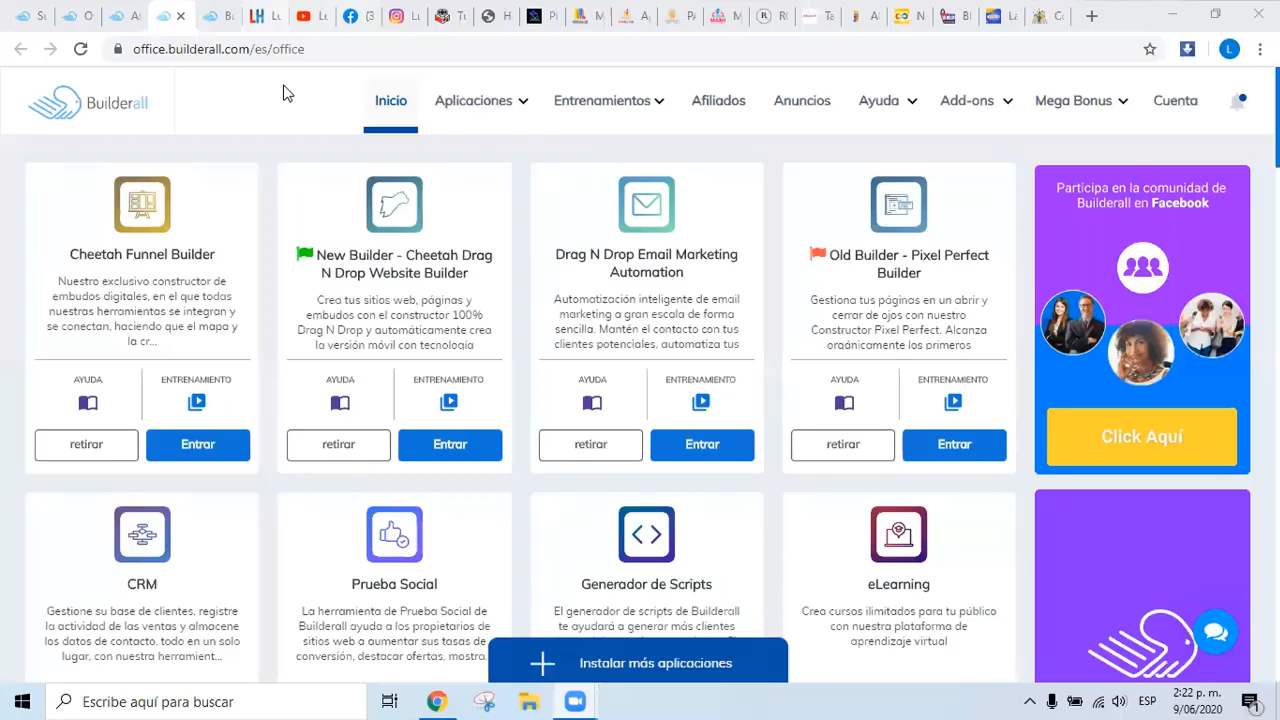 office.builderall.com/es/office
L
Builderall
Inicio
Aplicaciones
Entrenamientos
Afiliados
Anuncios
Ayuda
Add-ons
Mega Bonus
Cuenta
Cheetah Funnel Builder
Nuestro exclusivo constructor de
embudos digitales, en el que todas
nuestras herramientas se integran y
se conectan, haciendo que el mapa y
la cr...
AYUDA
ENTRENAMIENTO
retirar
Entrar
New Builder - Cheetah Drag
N Drop Website Builder
Crea tus sitios web, páginas y
embudos con el constructor 100%
Drag N Drop y automáticamente crea
la versión móvil con tecnología
AYUDA
ENTRENAMIENTO
retirar
Entrar
Drag N Drop Email Marketing
Automation
Automatización inteligente de email
marketing a gran escala de forma
sencilla. Mantén el contacto con tus
clientes potenciales, automatiza tus
AYUDA
ENTRENAMIENTO
retirar
Entrar
Old Builder - Pixel Perfect
Builder
Gestiona tus páginas en un abrir y
cerrar de ojos con nuestro
Constructor Pixel Perfect. Alcanza
orgánicamente los primeros
AYUDA
ENTRENAMIENTO
retirar
Entrar
Participa en la comunidad de
Builderall en Facebook
Click Aquí
CRM
Gestione su base de clientes, registre
la actividad de las ventas y almacene
los datos de contacto, todo en un solo
lugar, con nuestra herramient...
Prueba Social
La herramienta de Prueba Social de
Builderall ayuda a los propietarios de
sitios web a aumentar sus tasas de
conversión, destacar ofertas, mostra...
Generador de Scripts
El generador de scripts de Builderall
te ayudará a generar más clientes
eLearning
Crea cursos ilimitados para tu público
con nuestra plataforma de
aprendizaje virtual
Instalar más aplicaciones
Escribe aquí para buscar
ESP
2:22 p. m.
9/06/2020